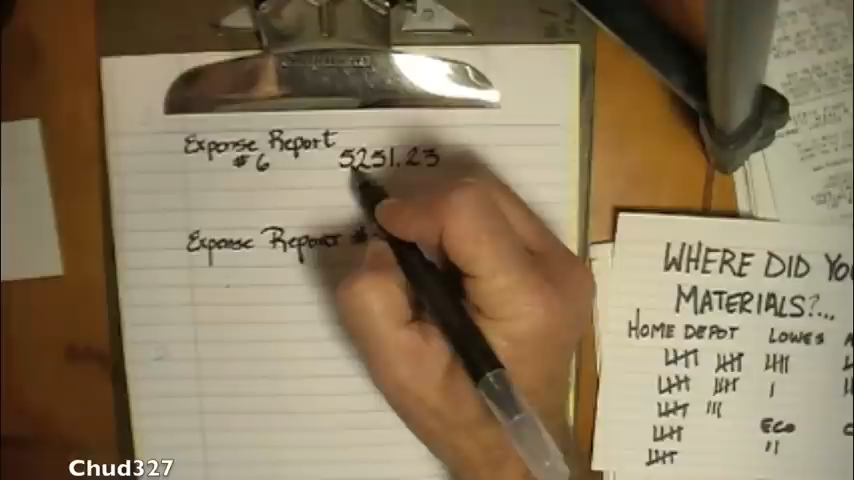 Expense Report
# 6
5251.23
Expense Report #
WHERE DID YO
MATERIALS?...
HOME DEPOT LOWES
ECO
Chud327